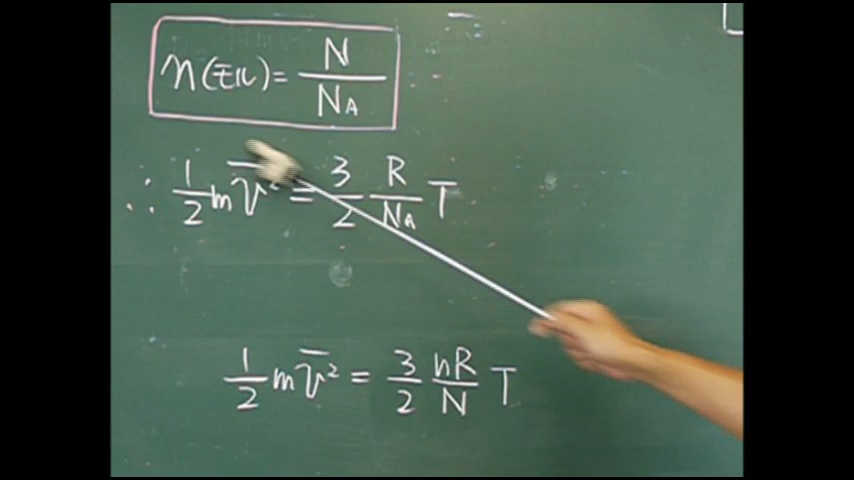 n(モル) = N/N_A
∴ 1/2 m v̅² = 3/2 R/N_A T
1/2 m v̅² = 3/2 nR/N T